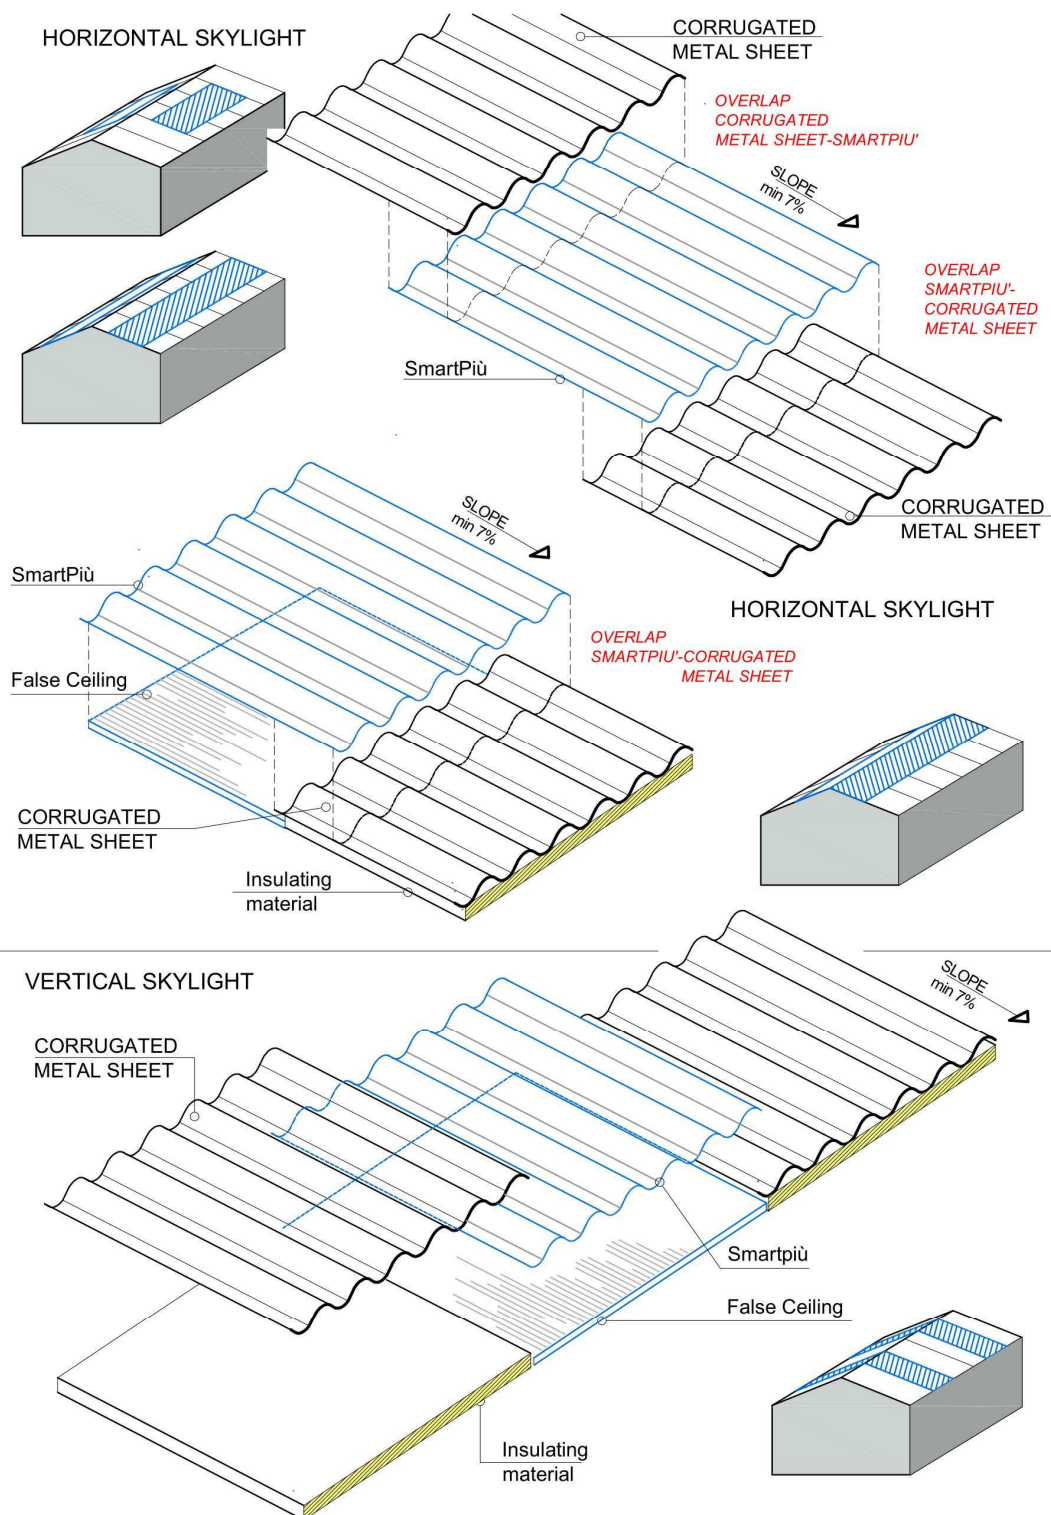 HORIZONTAL SKYLIGHT
CORRUGATED
METAL SHEET
OVERLAP
CORRUGATED
METAL SHEET-SMARTPIU'
SLOPE
min 7%
OVERLAP
SMARTPIU'-
CORRUGATED
METAL SHEET
SmartPiù
CORRUGATED
METAL SHEET
SLOPE
min 7%
SmartPiù
HORIZONTAL SKYLIGHT
OVERLAP
SMARTPIU'-CORRUGATED
METAL SHEET
False Ceiling
CORRUGATED
METAL SHEET
Insulating
material
VERTICAL SKYLIGHT
SLOPE
min 7%
CORRUGATED
METAL SHEET
Smartpiù
False Ceiling
Insulating
material